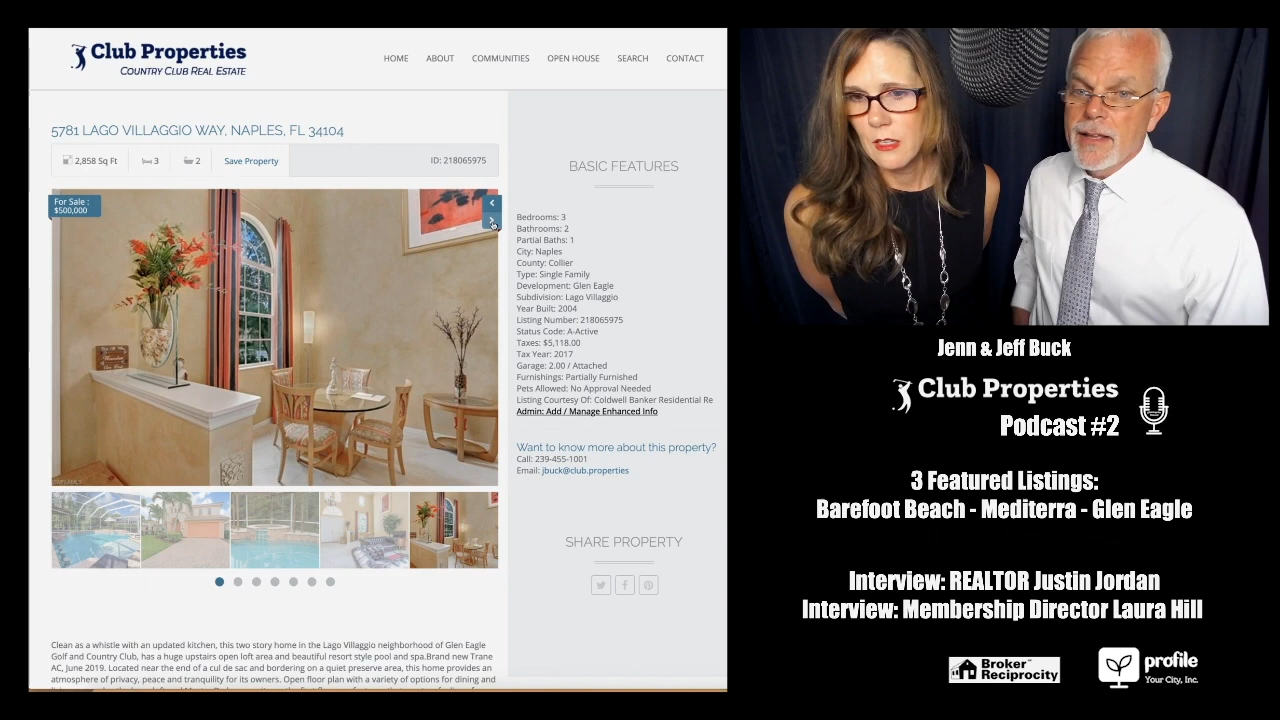 Club Properties
COUNTRY CLUB REAL ESTATE
HOME ABOUT COMMUNITIES OPEN HOUSE SEARCH CONTACT
5781 LAGO VILLAGGIO WAY, NAPLES, FL 34104
2,858 Sq Ft 3 2 Save Property ID: 218065975
For Sale :
$500,000
BASIC FEATURES
Bedrooms: 3
Bathrooms: 2
Partial Baths: 1
City: Naples
County: Collier
Type: Single Family
Development: Glen Eagle
Subdivision: Lago Villaggio
Year Built: 2004
Listing Number: 218065975
Status Code: A-Active
Taxes: $5,118.00
Tax Year: 2017
Garage: 2.00 / Attached
Furnishings: Partially Furnished
Pets Allowed: No Approval Needed
Listing Courtesy Of: Coldwell Banker Residential Re
Admin: Add / Manage Enhanced Info
Want to know more about this property?
Call: 239-455-1001
Email: jbuck@club.properties
SHARE PROPERTY
Clean as a whistle with an updated kitchen, this two story home in the Lago Villaggio neighborhood of Glen Eagle
Golf and Country Club, has a huge upstairs open loft area and beautiful resort style pool and spa.Brand new Trane
AC, June 2019. Located near the end of a cul de sac and bordering on a quiet preserve area, this home provides an
atmosphere of privacy, peace and tranquility for its owners. Open floor plan with a variety of options for dining and
Jenn & Jeff Buck
Club Properties
Podcast #2
3 Featured Listings:
Barefoot Beach - Mediterra - Glen Eagle
Interview: REALTOR Justin Jordan
Interview: Membership Director Laura Hill
Broker™
Reciprocity
profile
Your City, Inc.